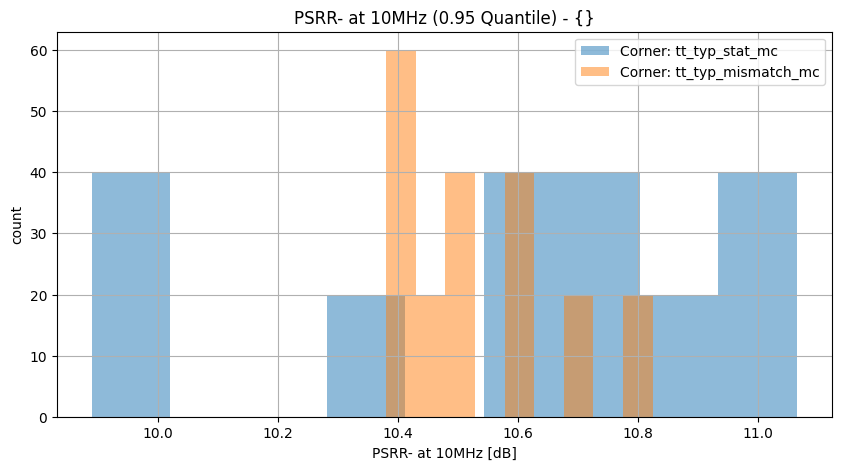 PSRR- at 10MHz (0.95 Quantile) - {}
Corner: tt_typ_stat_mc
Corner: tt_typ_mismatch_mc
60
50
40
30
20
10
0
count
10.0 10.2 10.4 10.6 10.8 11.0
PSRR- at 10MHz [dB]